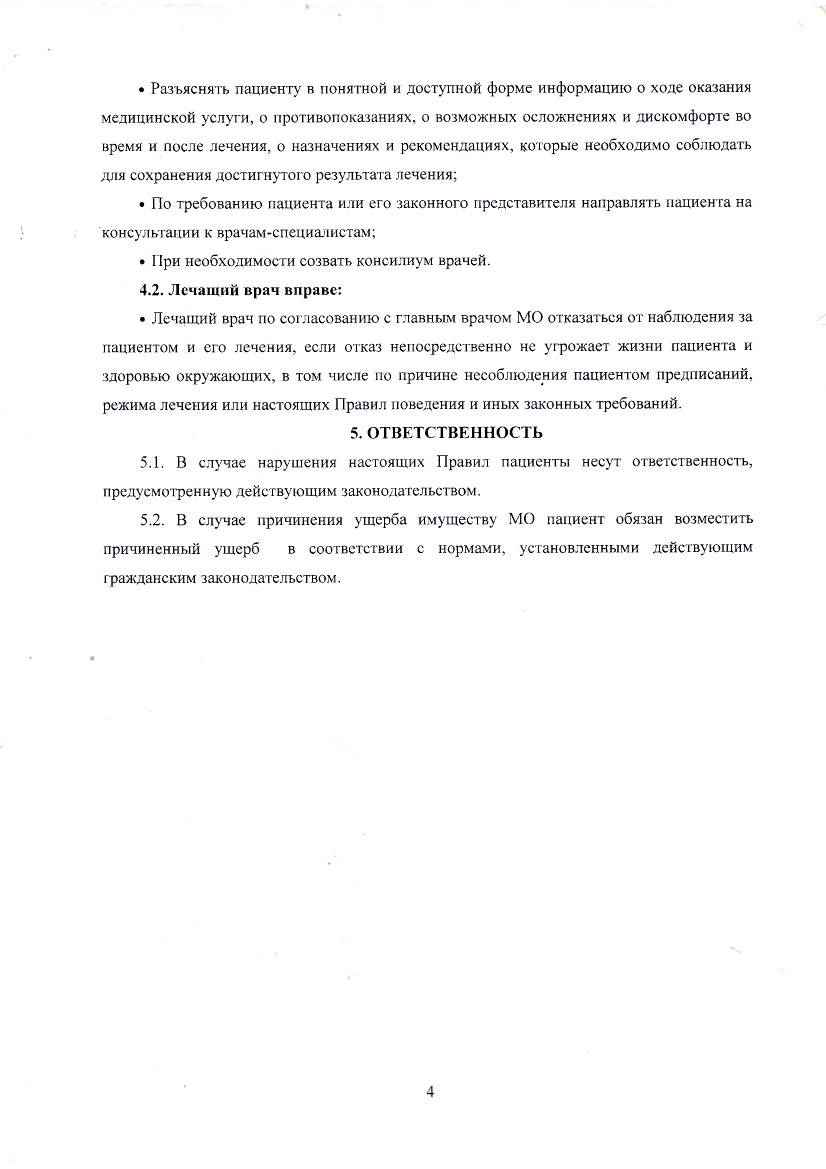 • Разъяснять пациенту в понятной и доступной форме информацию о ходе оказания
медицинской услуги, о противопоказаниях, о возможных осложнениях и дискомфорте во
время и после лечения, о назначениях и рекомендациях, которые необходимо соблюдать
для сохранения достигнутого результата лечения;
• По требованию пациента или его законного представителя направлять пациента на
консультации к врачам-специалистам;
• При необходимости созвать консилиум врачей.
4.2. Лечащий врач вправе:
• Лечащий врач по согласованию с главным врачом МО отказаться от наблюдения за
пациентом и его лечения, если отказ непосредственно не угрожает жизни пациента и
здоровью окружающих, в том числе по причине несоблюдения пациентом предписаний,
режима лечения или настоящих Правил поведения и иных законных требований.
5. ОТВЕТСТВЕННОСТЬ
5.1. В случае нарушения настоящих Правил пациенты несут ответственность,
предусмотренную действующим законодательством.
5.2. В случае причинения ущерба имуществу МО пациент обязан возместить
причиненный ущерб в соответствии с нормами, установленными действующим
гражданским законодательством.
4